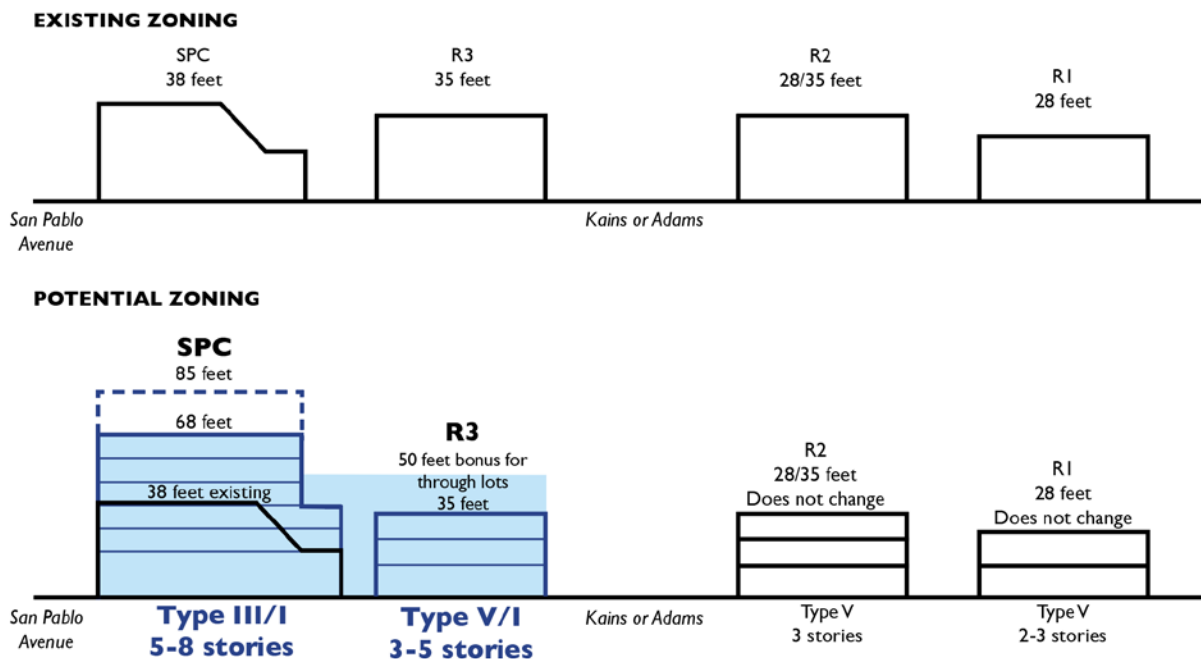 EXISTING ZONING
SPC
38 feet
R3
35 feet
R2
28/35 feet
R1
28 feet
San Pablo
Avenue
Kains or Adams
POTENTIAL ZONING
SPC
85 feet
68 feet
38 feet existing
R3
50 feet bonus for
through lots
35 feet
R2
28/35 feet
Does not change
R1
28 feet
Does not change
San Pablo
Avenue
Type III/I
5-8 stories
Type V/I
3-5 stories
Kains or Adams
Type V
3 stories
Type V
2-3 stories